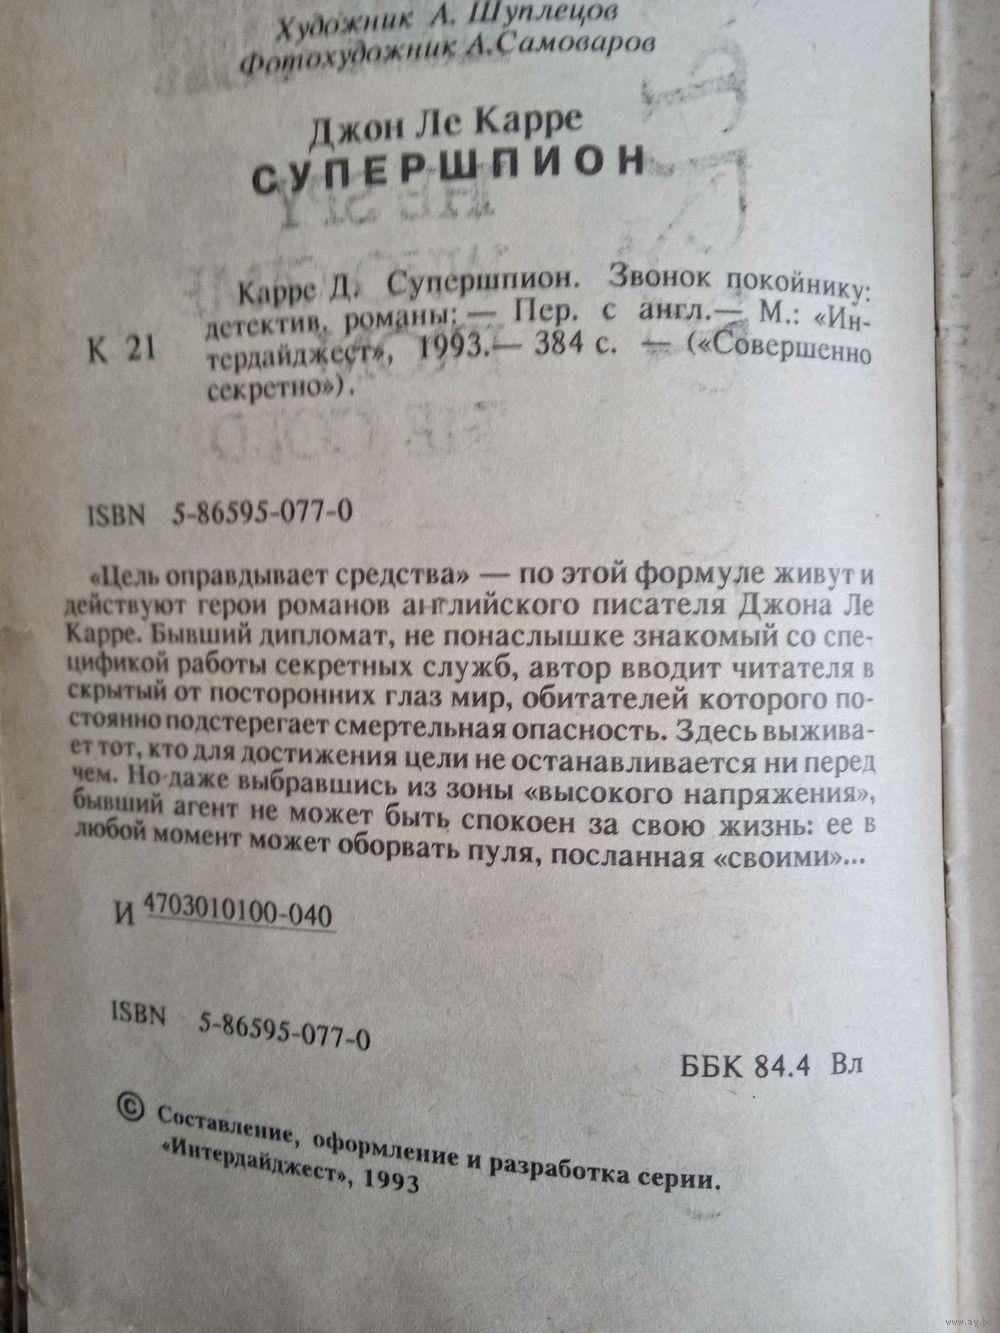 Художник А. Шуплецов
Фотохудожник А.Самоваров
Джон Ле Карре
СУПЕРШПИОН
Карре Д. Супершпион. Звонок покойнику:
К 21 детектив. романы: — Пер. с англ.— М.: «Ин-
тердайджест», 1993.— 384 с. — («Совершенно
секретно»).
ISBN 5-86595-077-0
«Цель оправдывает средства» — по этой формуле живут и
действуют герои романов английского писателя Джона Ле
Карре. Бывший дипломат, не понаслышке знакомый со спе-
цификой работы секретных служб, автор вводит читателя в
скрытый от посторонних глаз мир, обитателей которого по-
стоянно подстерегает смертельная опасность. Здесь выжива-
ет тот, кто для достижения цели не останавливается ни перед
чем. Но даже выбравшись из зоны «высокого напряжения»,
бывший агент не может быть спокоен за свою жизнь: ее в
любой момент может оборвать пуля, посланная «своими»...
И 4703010100-040
ISBN 5-86595-077-0
ББК 84.4 Вл
© Составление, оформление и разработка серии.
«Интердайджест», 1993
www.ay.by